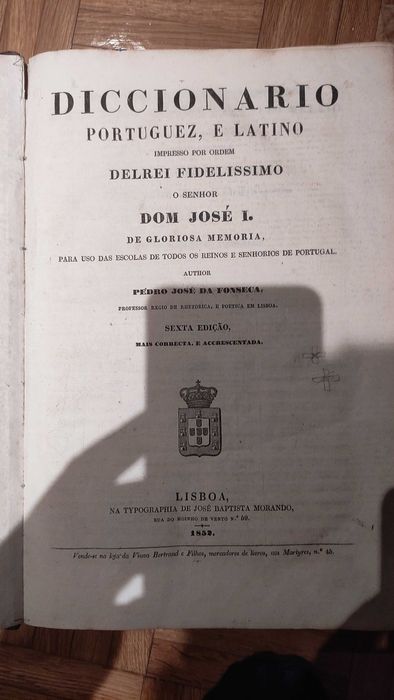 DICCIONARIO
PORTUGUEZ, E LATINO
IMPRESSO POR ORDEM
DELREI FIDELISSIMO
O SENHOR
DOM JOSÉ I.
DE GLORIOSA MEMORIA,
PARA USO DAS ESCOLAS DE TODOS OS REINOS E SENHORIOS DE PORTUGAL.
AUTHOR
PEDRO JOSÉ DA FONSECA,
PROFESSOR REGIO DE RHETORICA, E POETICA EM LISBOA.
SEXTA EDIÇÃO,
MAIS CORRECTA, E ACCRESCENTADA.
LISBOA,
NA TYPOGRAPHIA DE JOSÉ BAPTISTA MORANDO,
RUA DO MOINHO DE VENTO N.º 59.
1852.
Vende-se na loja da Viuva Bertrand e Filhos, mercadores de livros, aos Martyres, n.º 45.